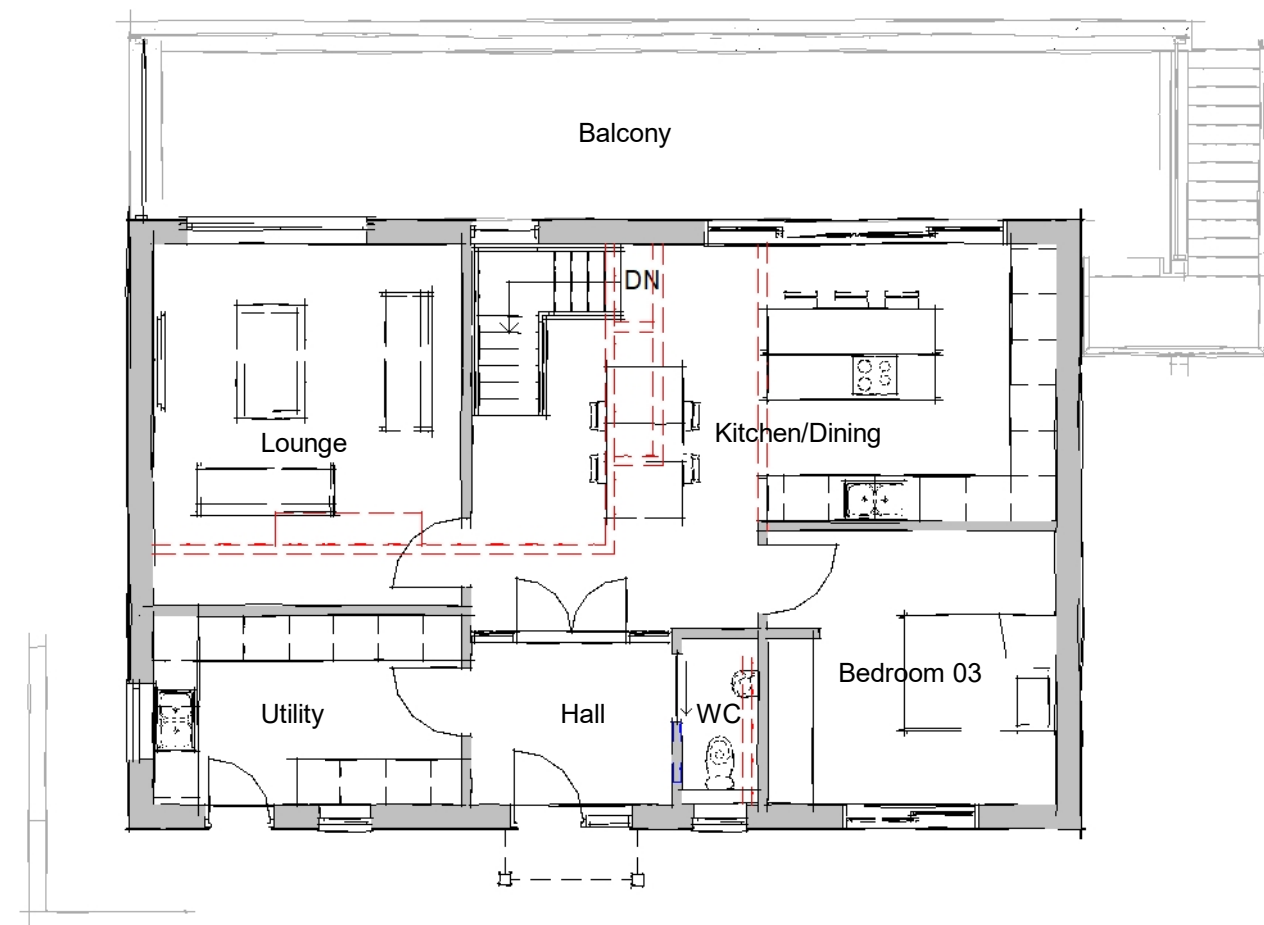 Balcony
DN
Lounge
Kitchen/Dining
Bedroom 03
Utility
Hall
WC